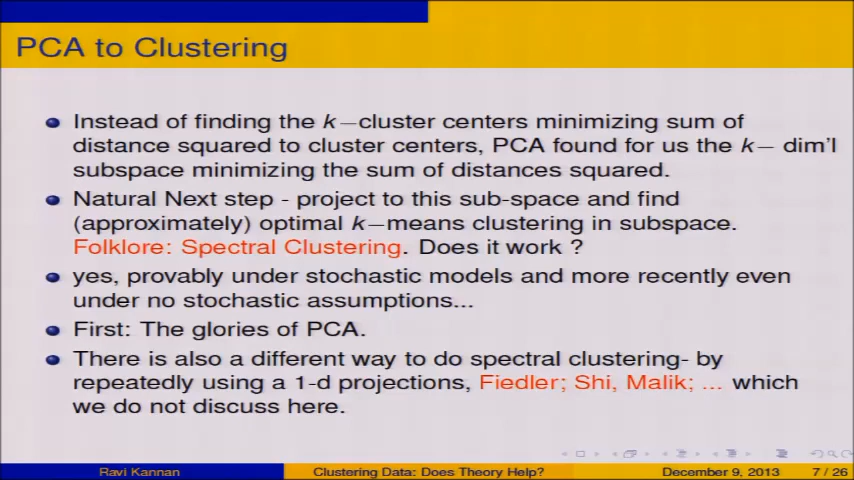 PCA to Clustering
Instead of finding the k−cluster centers minimizing sum of
distance squared to cluster centers, PCA found for us the k− dim'l
subspace minimizing the sum of distances squared.
Natural Next step - project to this sub-space and find
(approximately) optimal k−means clustering in subspace.
Folklore: Spectral Clustering. Does it work ?
yes, provably under stochastic models and more recently even
under no stochastic assumptions...
First: The glories of PCA.
There is also a different way to do spectral clustering- by
repeatedly using a 1-d projections, Fiedler; Shi, Malik; ... which
we do not discuss here.
Ravi Kannan
Clustering Data: Does Theory Help?
December 9, 2013
7 / 26